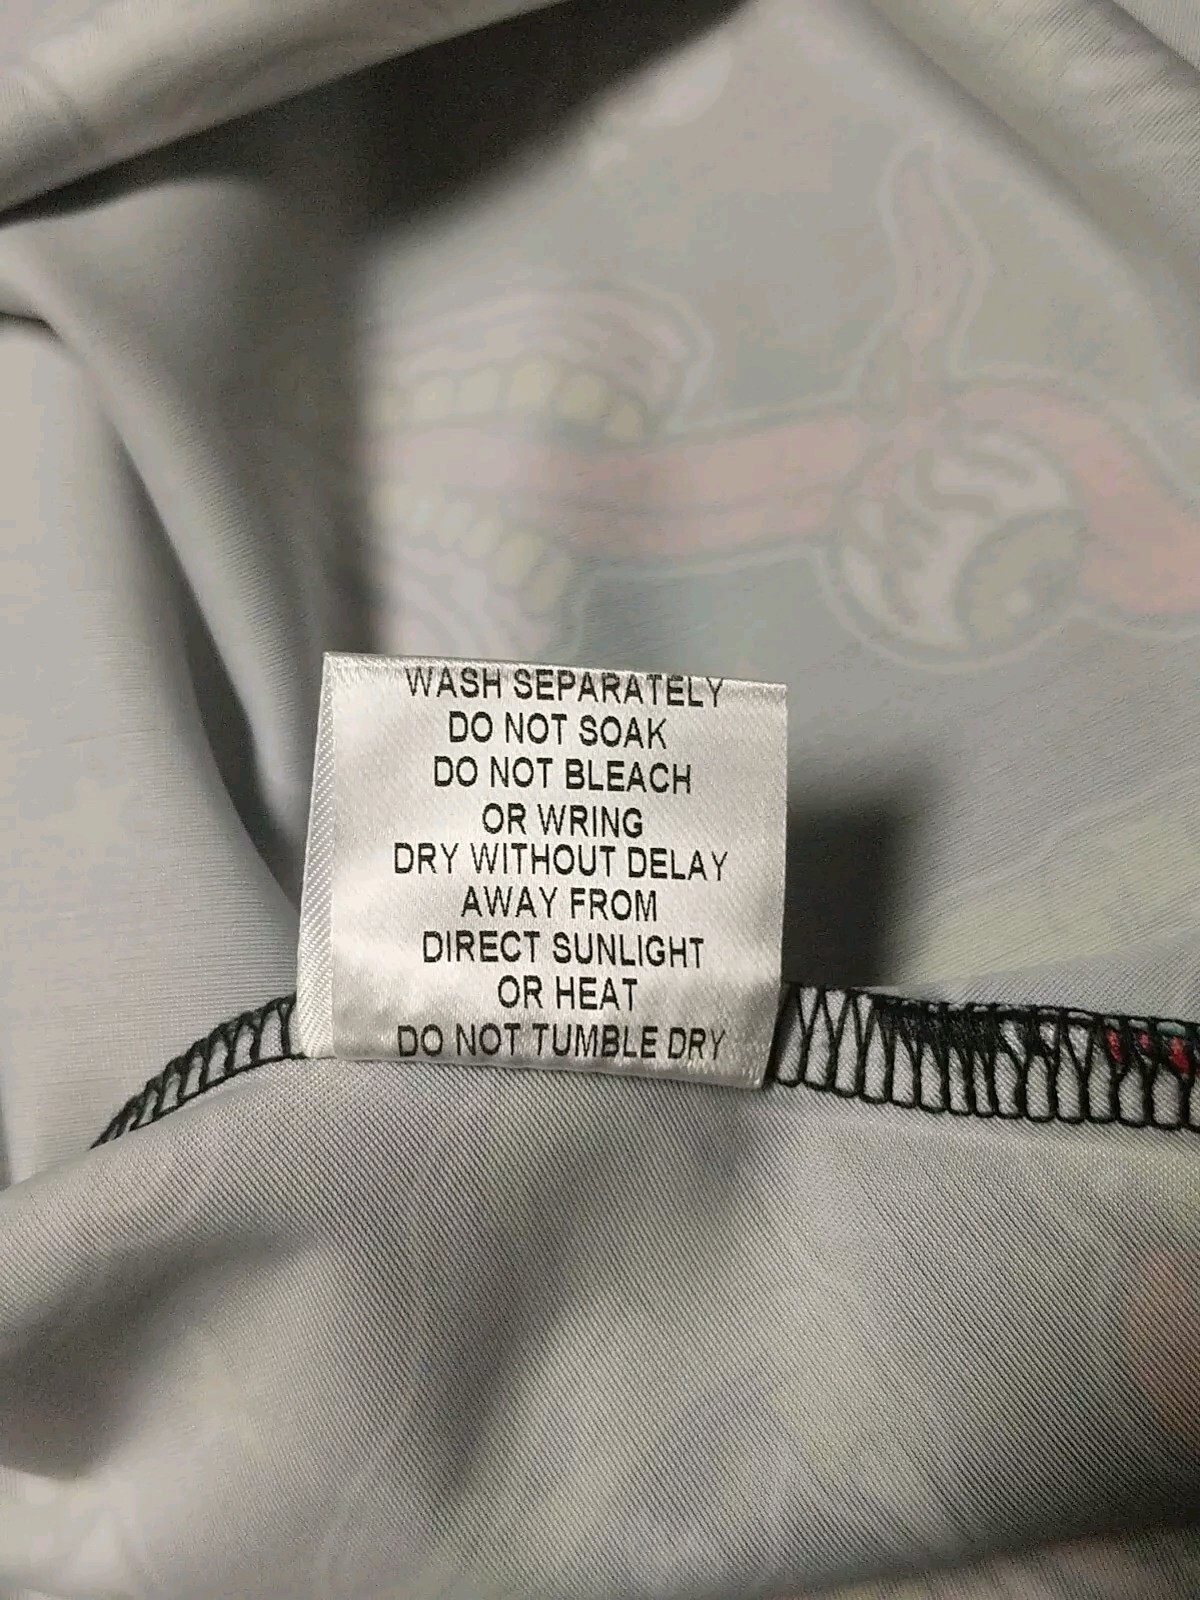 WASH SEPARATELY
DO NOT SOAK
DO NOT BLEACH
OR WRING
DRY WITHOUT DELAY
AWAY FROM
DIRECT SUNLIGHT
OR HEAT
DO NOT TUMBLE DRY